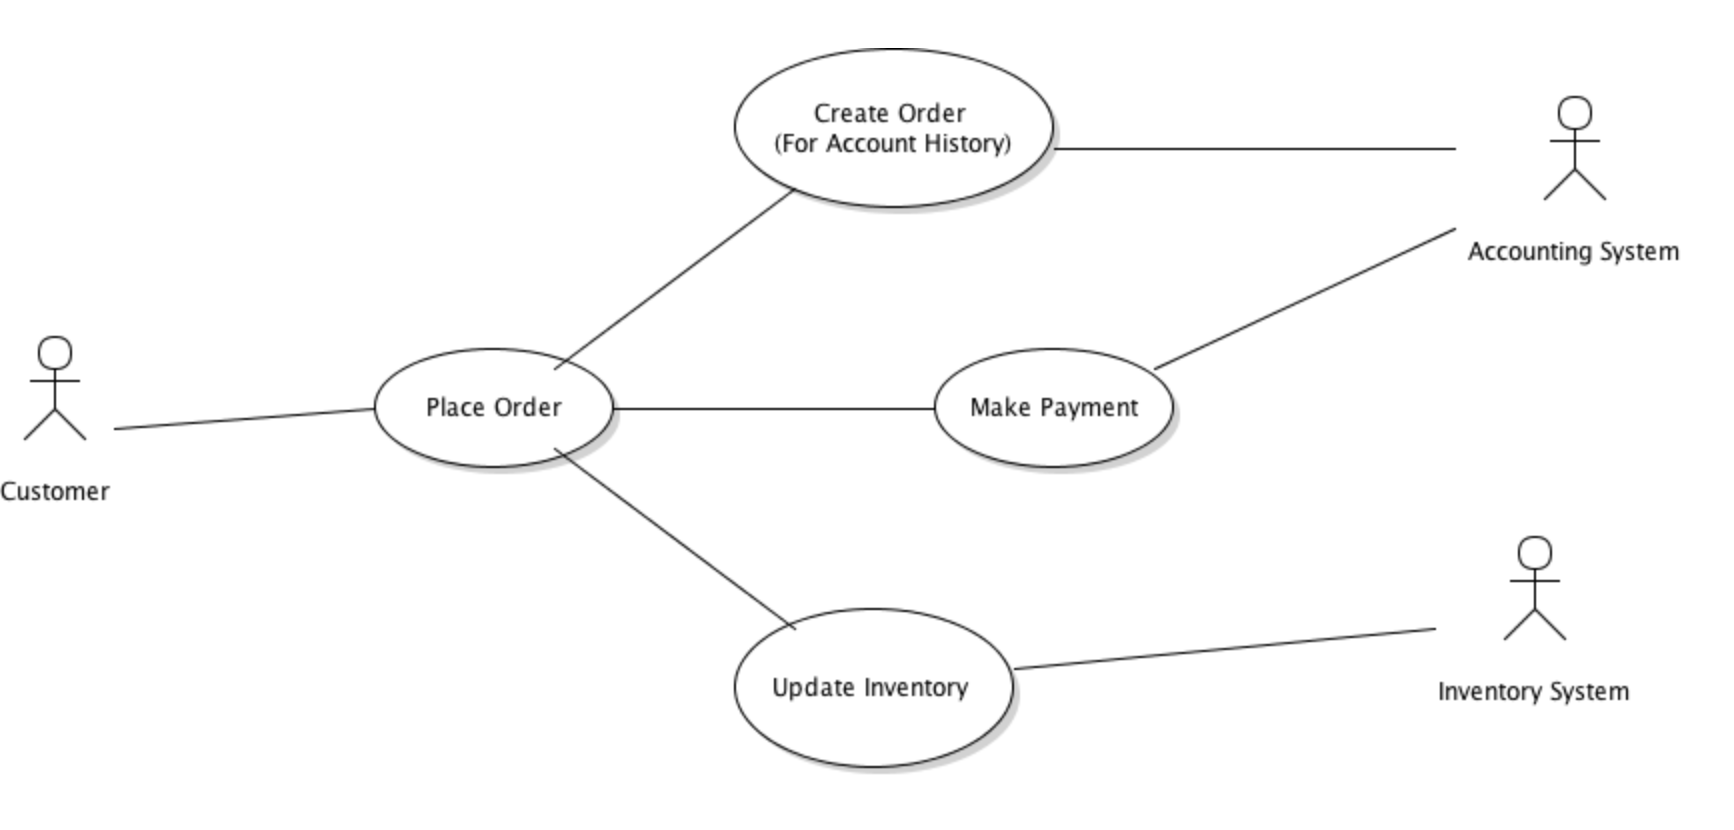 Create Order
(For Account History)
Accounting System
Place Order
Make Payment
Customer
Update Inventory
Inventory System